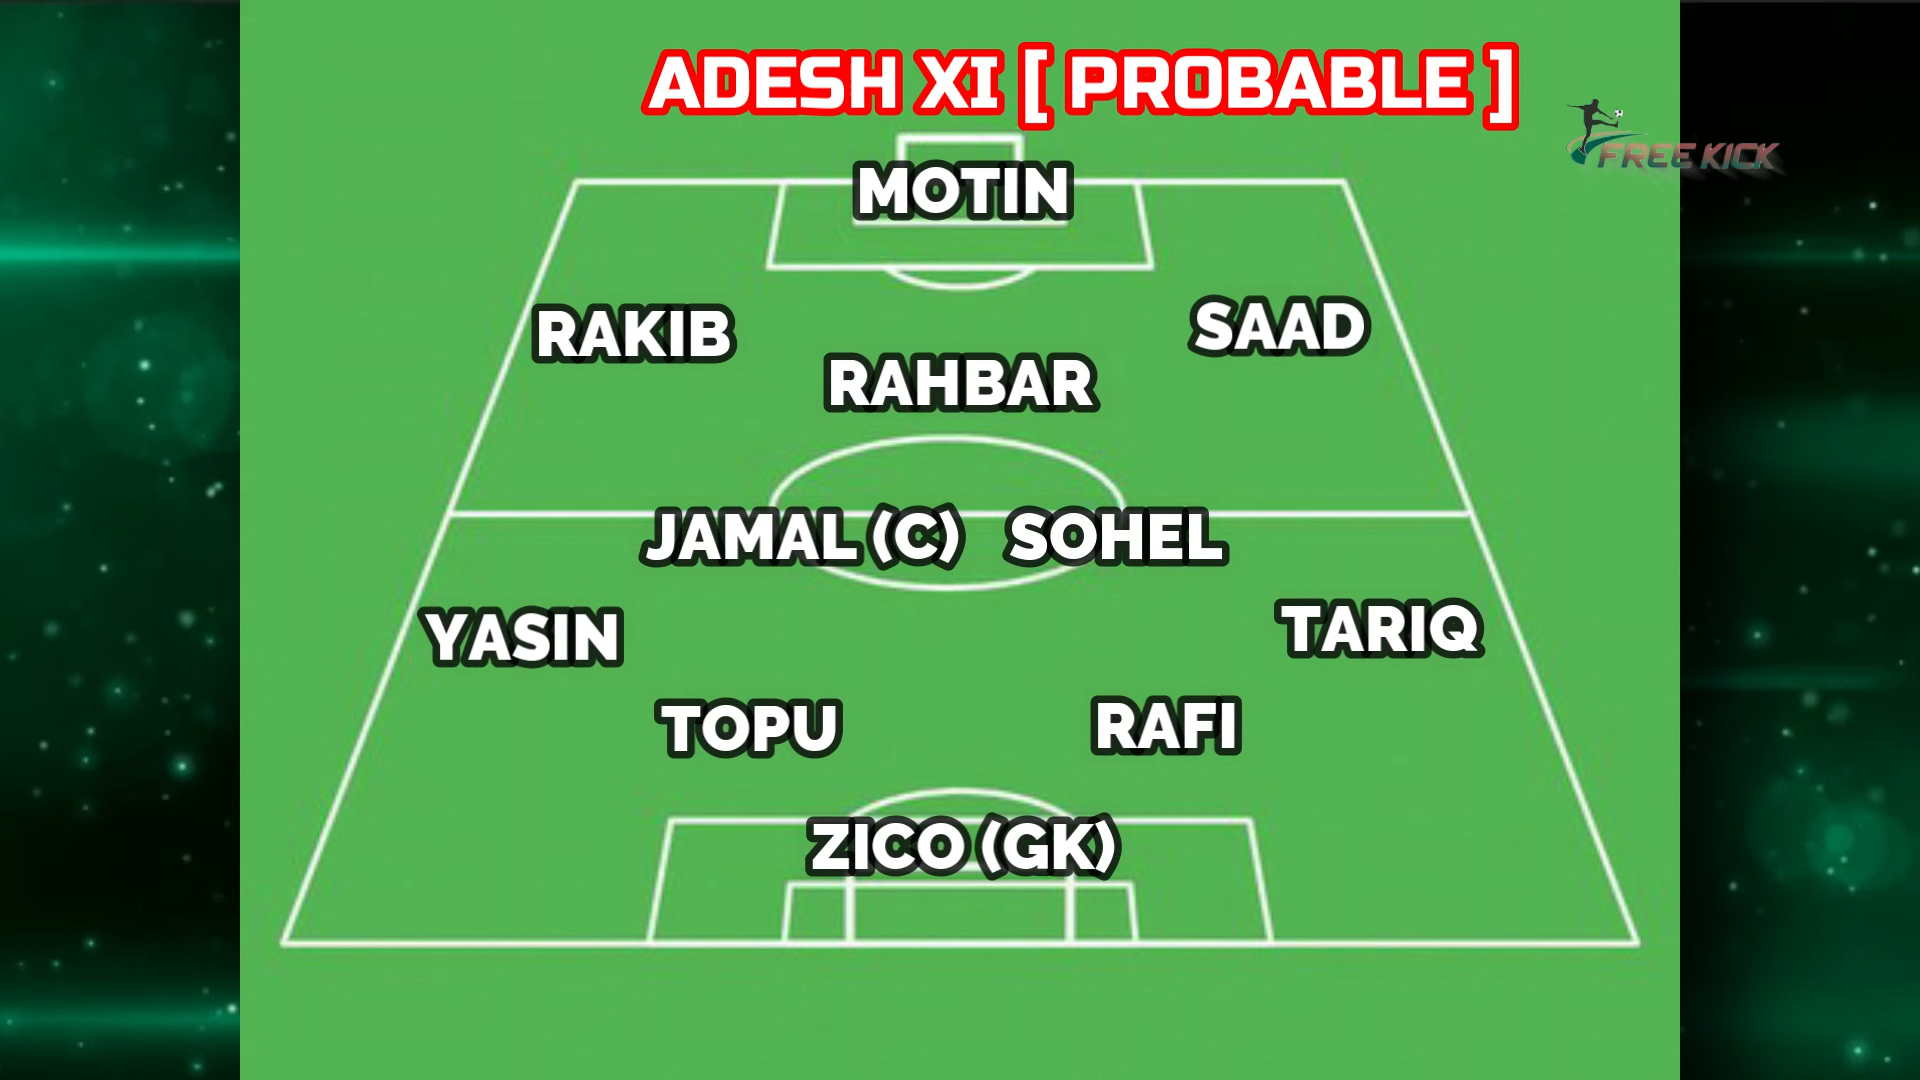 ADESH XI [ PROBABLE ]
FREE KICK
MOTIN
RAKIB
SAAD
RAHBAR
JAMAL (C) SOHEL
YASIN
TARIQ
TOPU
RAFI
ZICO (GK)